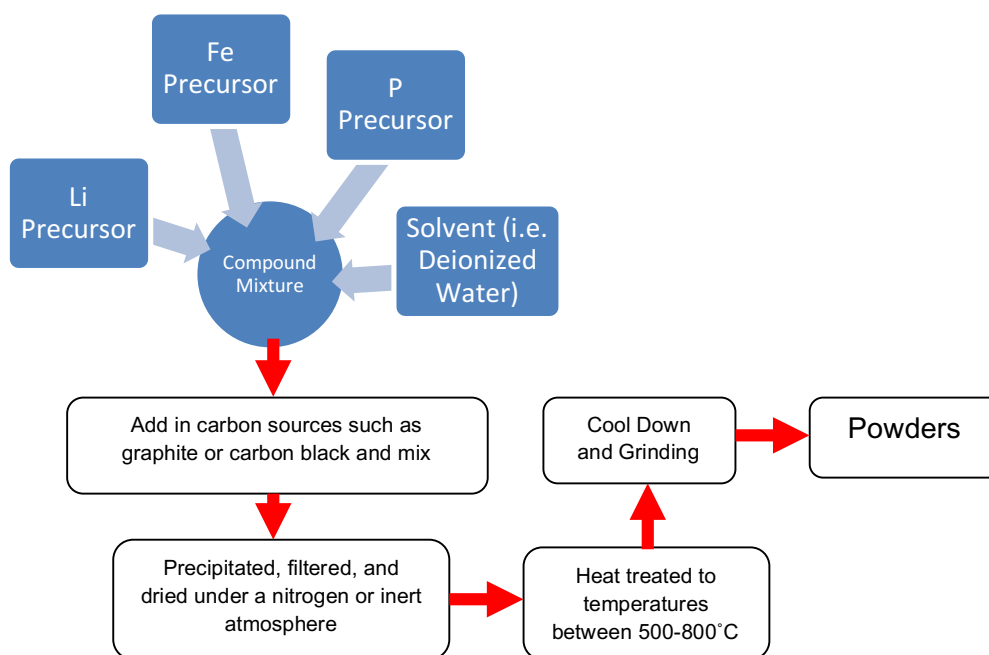 Fe
Precursor
P
Precursor
Li
Precursor
Solvent (i.e.
Deionized
Water)
Compound
Mixture
Add in carbon sources such as
graphite or carbon black and mix
Precipitated, filtered, and
dried under a nitrogen or inert
atmosphere
Heat treated to
temperatures
between 500-800˚C
Cool Down
and Grinding
Powders